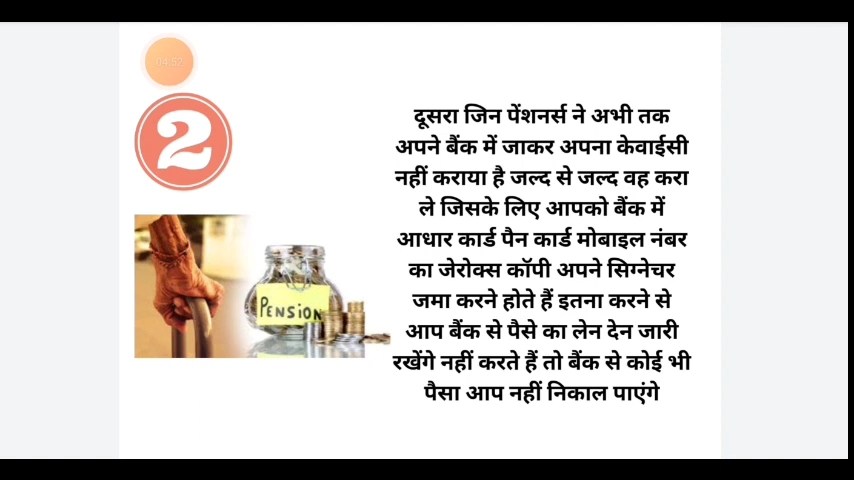 04:57
2
दूसरा जिन पेंशनर्स ने अभी तक
अपने बैंक में जाकर अपना केवाईसी
नहीं कराया है जल्द से जल्द वह करा
ले जिसके लिए आपको बैंक में
आधार कार्ड पैन कार्ड मोबाइल नंबर
का जेरोक्स कॉपी अपने सिग्नेचर
जमा करने होते हैं इतना करने से
आप बैंक से पैसे का लेन देन जारी
रखेंगे नहीं करते हैं तो बैंक से कोई भी
पैसा आप नहीं निकाल पाएंगे
PENSION